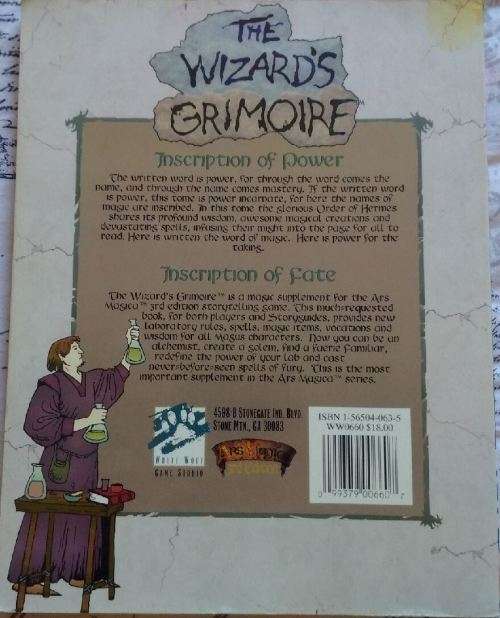 THE
WIZARD'S
GRIMOIRE™
Inscription of Power
The written word is power, for through the word comes the
name, and through the name comes mastery. If the written word
is power, this tome is power incarnate, for here the names of
magic are inscribed. In this tome the glorious Order of Hermes
shares its profound wisdom, awesome magical creations and
devastating spells, infusing their might into the page for all to
read. Here is written the word of magic. Here is power for the
taking.
Inscription of Fate
The Wizard's Grimoire™ is a magic supplement for the Ars
Magica™ 3rd edition storytelling game. This much-requested
book, for both players and Storyguides, provides new
laboratory rules, spells, magic items, vocations and
wisdom for all Magus characters. Now you can be an
alchemist, create a golem, find a faerie familiar,
redefine the power of your lab and cast
never-before-seen spells of fury. This is the most
important supplement in the Ars Magica™ series.
WHITE WOLF
GAME STUDIO
4598-B STONEGATE IND. BLVD.
STONE MTN., GA 30083
ARS MAGICA
ISBN 1-56504-063-5
WW0660 $18.00
0 99379 00660 7